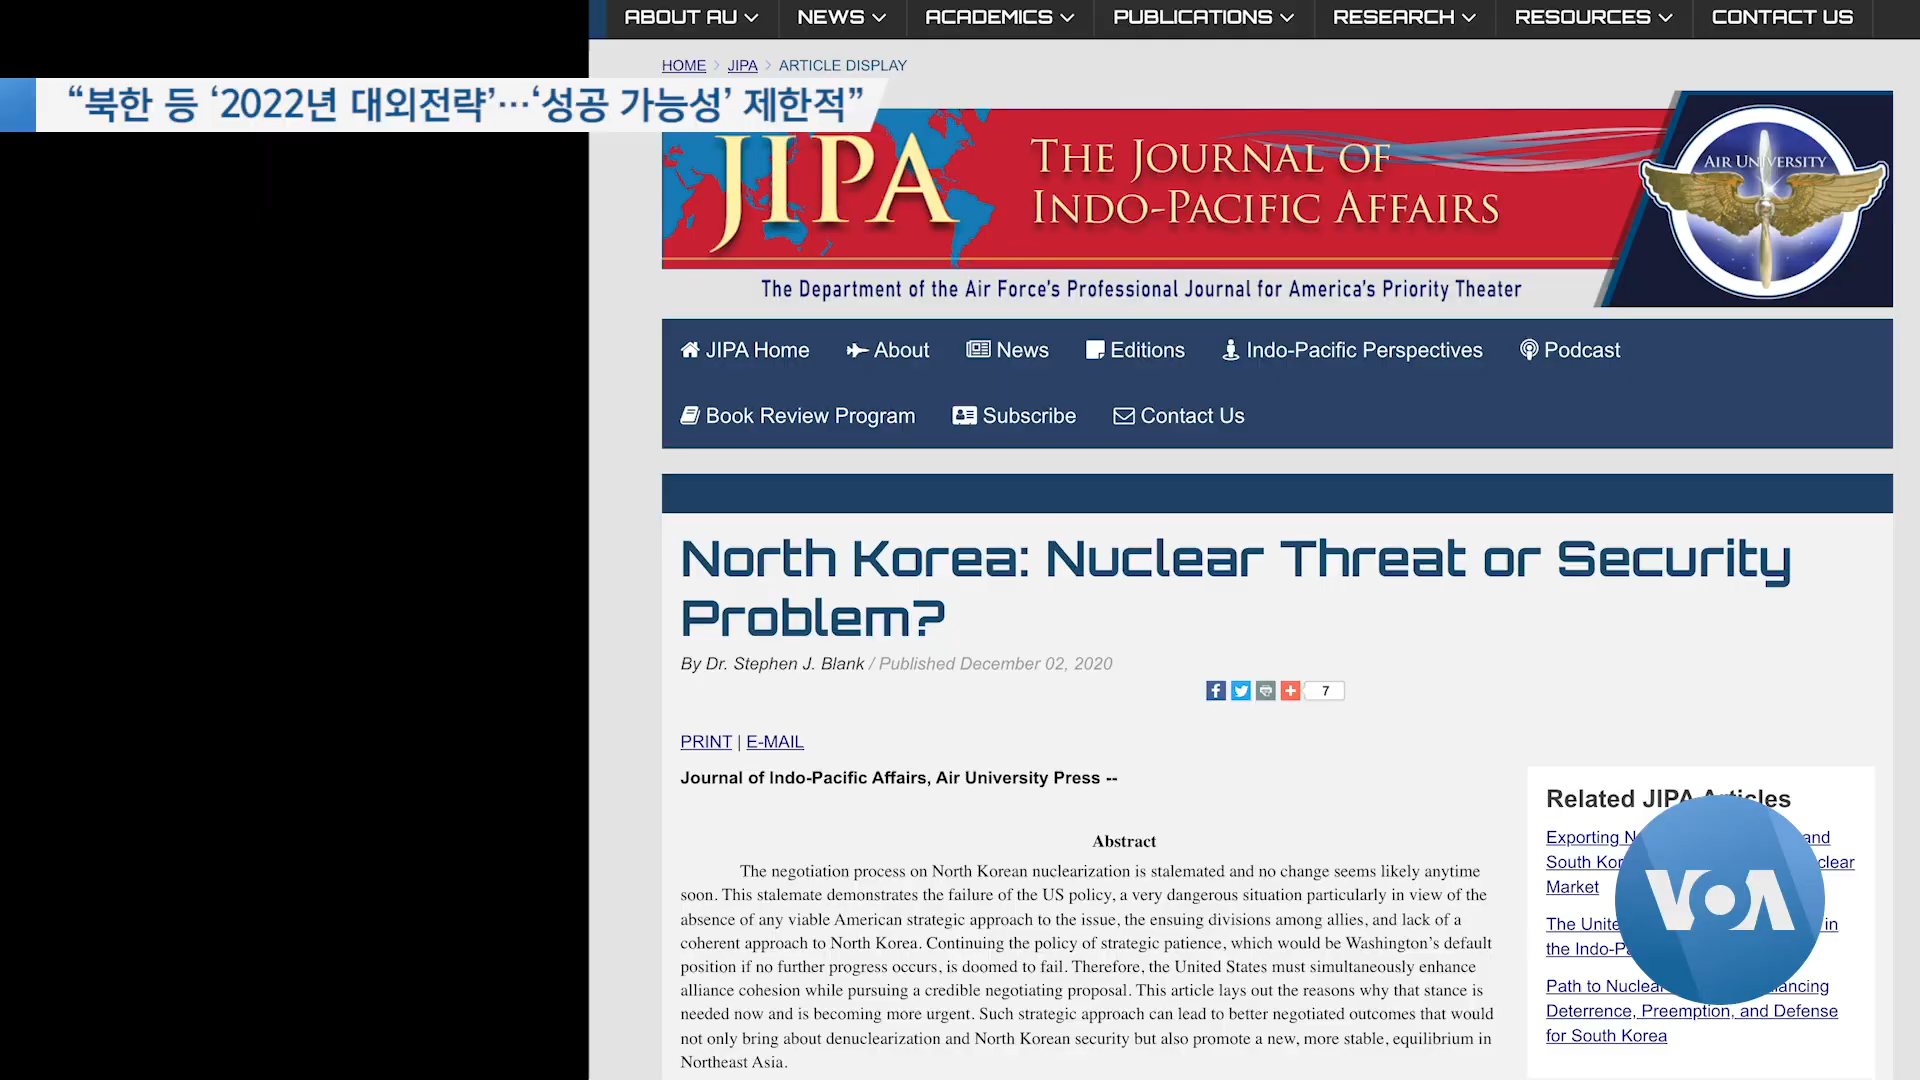 ABOUT AU NEWS ACADEMICS PUBLICATIONS RESEARCH RESOURCES CONTACT US
HOME > JIPA > ARTICLE DISPLAY
“북한 등 ‘2022년 대외전략’…‘성공 가능성’ 제한적”
JIPA
THE JOURNAL OF
INDO-PACIFIC AFFAIRS
AIR UNIVERSITY
The Department of the Air Force's Professional Journal for America's Priority Theater
JIPA Home About News Editions Indo-Pacific Perspectives Podcast
Book Review Program Subscribe Contact Us
North Korea: Nuclear Threat or Security
Problem?
By Dr. Stephen J. Blank / Published December 02, 2020
7
PRINT | E-MAIL
Journal of Indo-Pacific Affairs, Air University Press --
Abstract
The negotiation process on North Korean nuclearization is stalemated and no change seems likely anytime
soon. This stalemate demonstrates the failure of the US policy, a very dangerous situation particularly in view of the
absence of any viable American strategic approach to the issue, the ensuing divisions among allies, and lack of a
coherent approach to North Korea. Continuing the policy of strategic patience, which would be Washington's default
position if no further progress occurs, is doomed to fail. Therefore, the United States must simultaneously enhance
alliance cohesion while pursuing a credible negotiating proposal. This article lays out the reasons why that stance is
needed now and is becoming more urgent. Such strategic approach can lead to better negotiated outcomes that would
not only bring about denuclearization and North Korean security but also promote a new, more stable, equilibrium in
Northeast Asia.
Related JIPA Articles
Exporting and
South
Market
The in
the
Path to
Deterrence, Preemption, and Defense
for South Korea
VOA